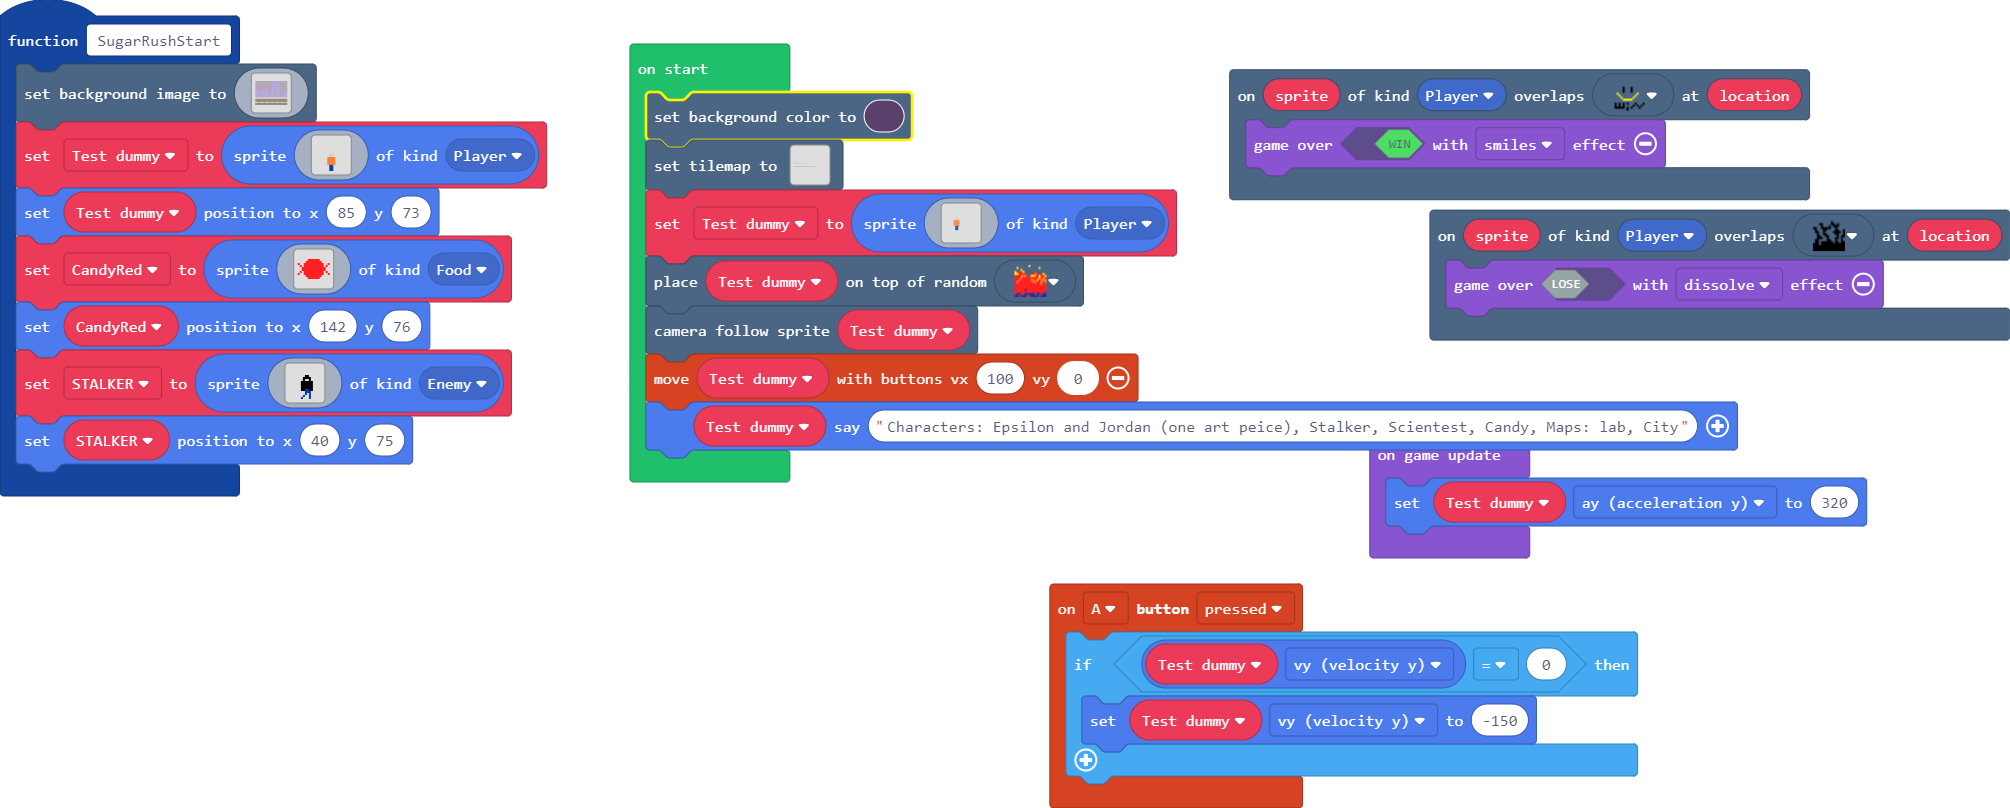 function SugarRushStart
set background image to
set Test dummy to sprite of kind Player
set Test dummy position to x 85 y 73
set CandyRed to sprite of kind Food
set CandyRed position to x 142 y 76
set STALKER to sprite of kind Enemy
set STALKER position to x 40 y 75
on start
set background color to
set tilemap to
set Test dummy to sprite of kind Player
place Test dummy on top of random
camera follow sprite Test dummy
move Test dummy with buttons vx 100 vy 0
Test dummy say "Characters: Epsilon and Jordan (one art peice), Stalker, Scientest, Candy, Maps: lab, City"
on sprite of kind Player overlaps at location
game over WIN with smiles effect
on sprite of kind Player overlaps at location
game over LOSE with dissolve effect
on game update
set Test dummy ay (acceleration y) to 320
on A button pressed
if Test dummy vy (velocity y) = 0 then
set Test dummy vy (velocity y) to -150